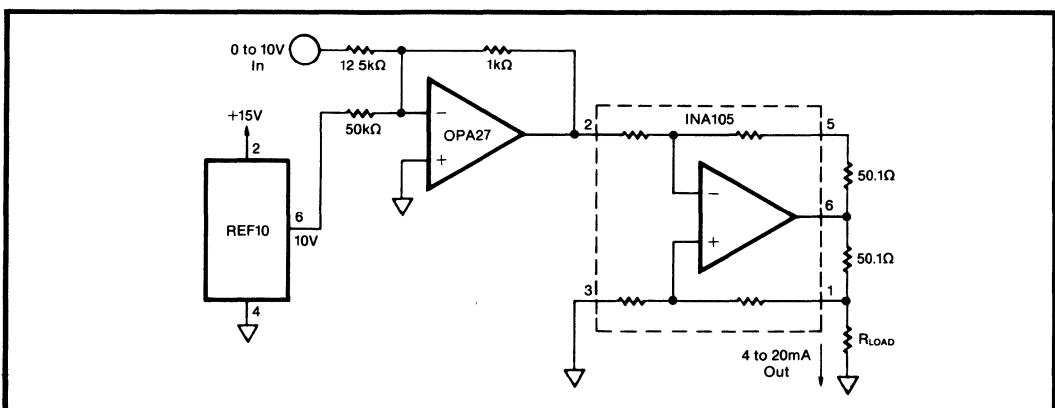 0 to 10V
In
12 5kΩ
1kΩ
+15V
2
50kΩ
−
OPA27
+
2
INA105
5
50.1Ω
REF10
6
10V
−
6
+
50.1Ω
4
3
1
4 to 20mA
Out
RLOAD